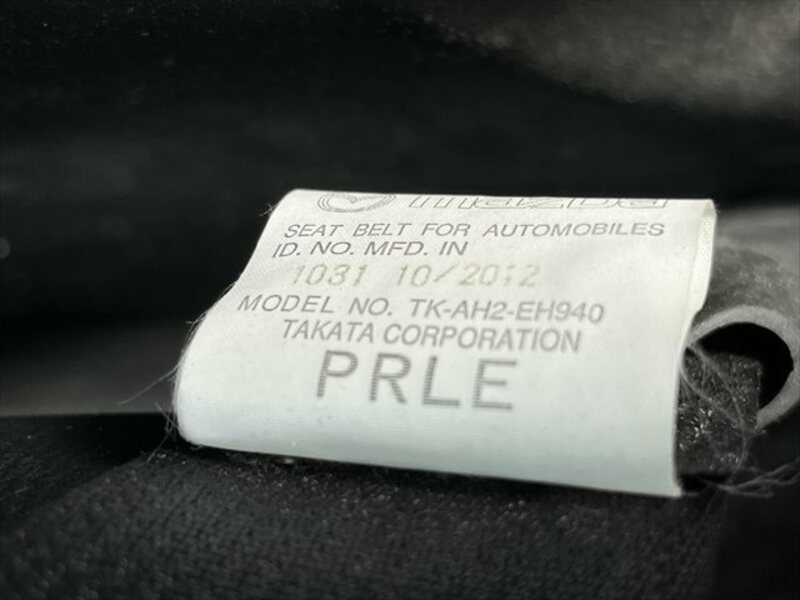 mazda
SEAT BELT FOR AUTOMOBILES
ID. NO. MFD. IN
1031 10/2012
MODEL NO. TK-AH2-EH940
TAKATA CORPORATION
PRLE